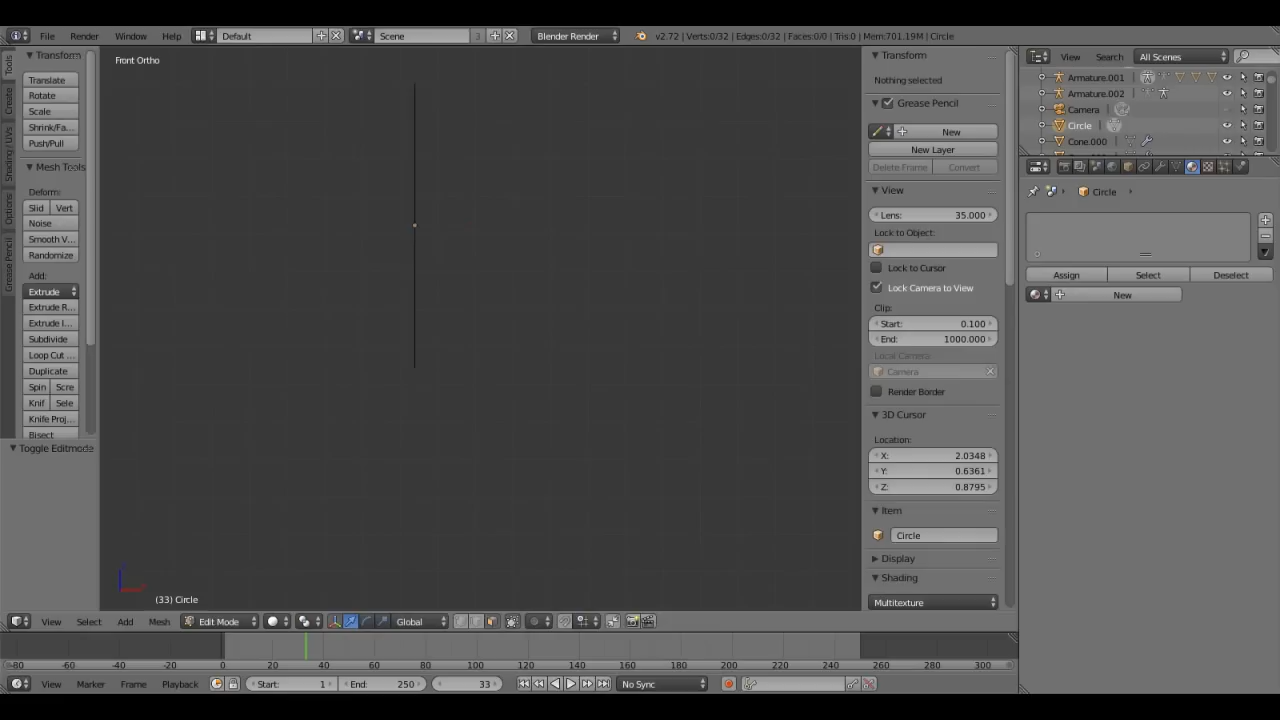 File Render Window Help Default Scene 3 Blender Render v2.72 | Verts:0/32 | Edges:0/32 | Faces:0/0 | Tris:0 | Mem:701.19M | Circle
Tools
Create
Shading / UVs
Options
Grease Pencil
Transform
Translate
Rotate
Scale
Shrink/Fa...
Push/Pull
Mesh Tools
Deform:
Slid Vert
Noise
Smooth V...
Randomize
Add:
Extrude
Extrude R...
Extrude I...
Subdivide
Loop Cut ...
Duplicate
Spin Scre
Knif Sele
Knife Proj...
Bisect
Toggle Editmode
Front Ortho
(33) Circle
Transform
Nothing selected
Grease Pencil
New
New Layer
Delete Frame Convert
View
Lens: 35.000
Lock to Object:
Lock to Cursor
Lock Camera to View
Clip:
Start: 0.100
End: 1000.000
Local Camera:
Camera
Render Border
3D Cursor
Location:
X: 2.0348
Y: 0.6361
Z: 0.8795
Item
Circle
Display
Shading
Multitexture
View Search All Scenes
Armature.001
Armature.002
Camera
Circle
Cone.000
Circle
Assign Select Deselect
New
View Select Add Mesh Edit Mode Global
-80 -60 -40 -20 0 20 40 60 80 100 120 140 160 180 200 220 240 260 280 300
View Marker Frame Playback Start: 1 End: 250 33 No Sync